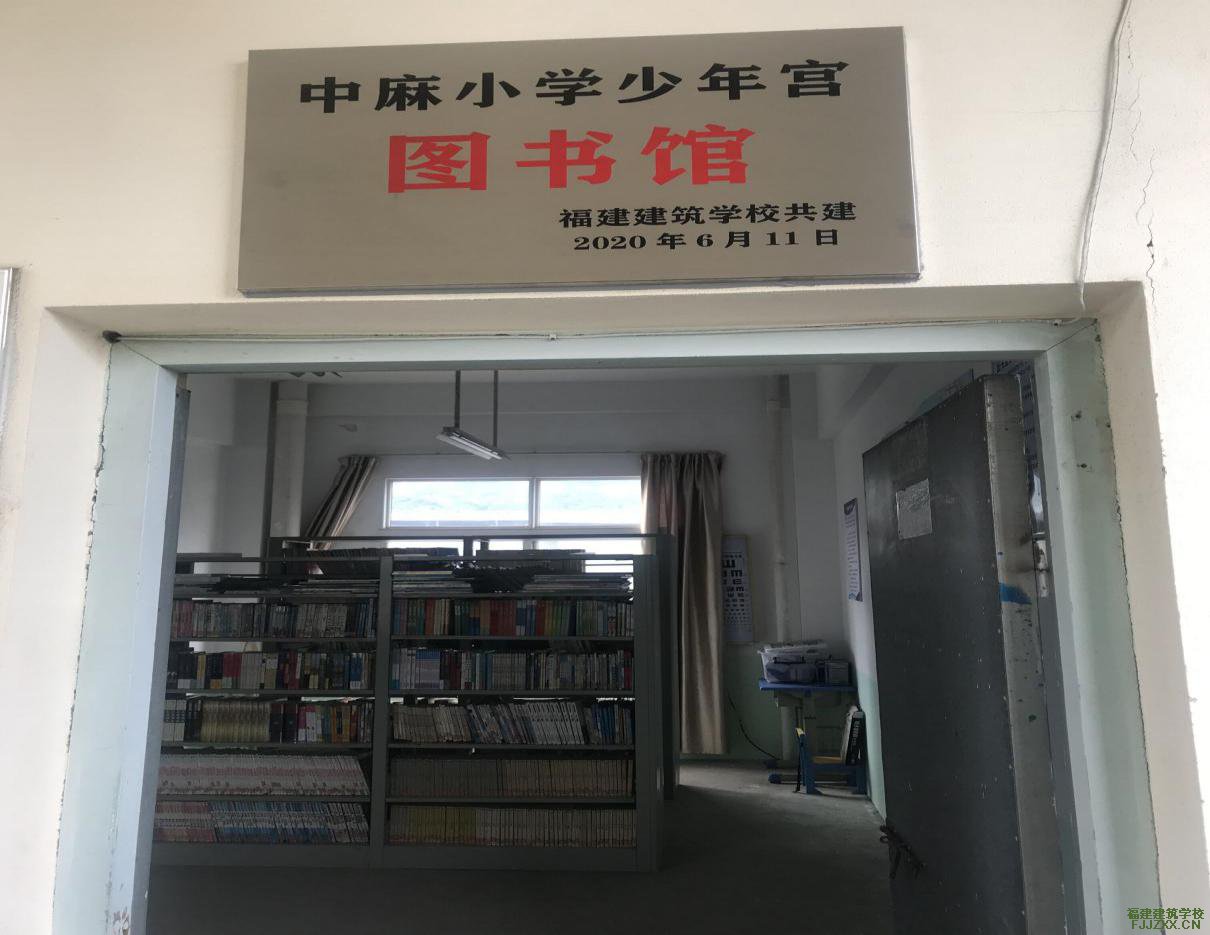 中麻小学少年宫
图书馆
福建建筑学校共建
2020年6月11日
福建建筑学校
FJJZXX.CN